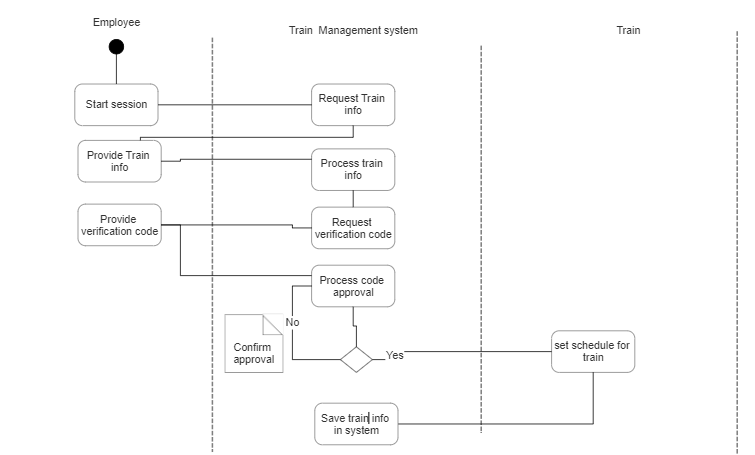 Employee
Train Management system
Train
Start session
Request Train
info
Provide Train
info
Process train
info
Provide
verification code
Request
verification code
Process code
approval
No
Confirm
approval
Yes
set schedule for
train
Save train info
in system